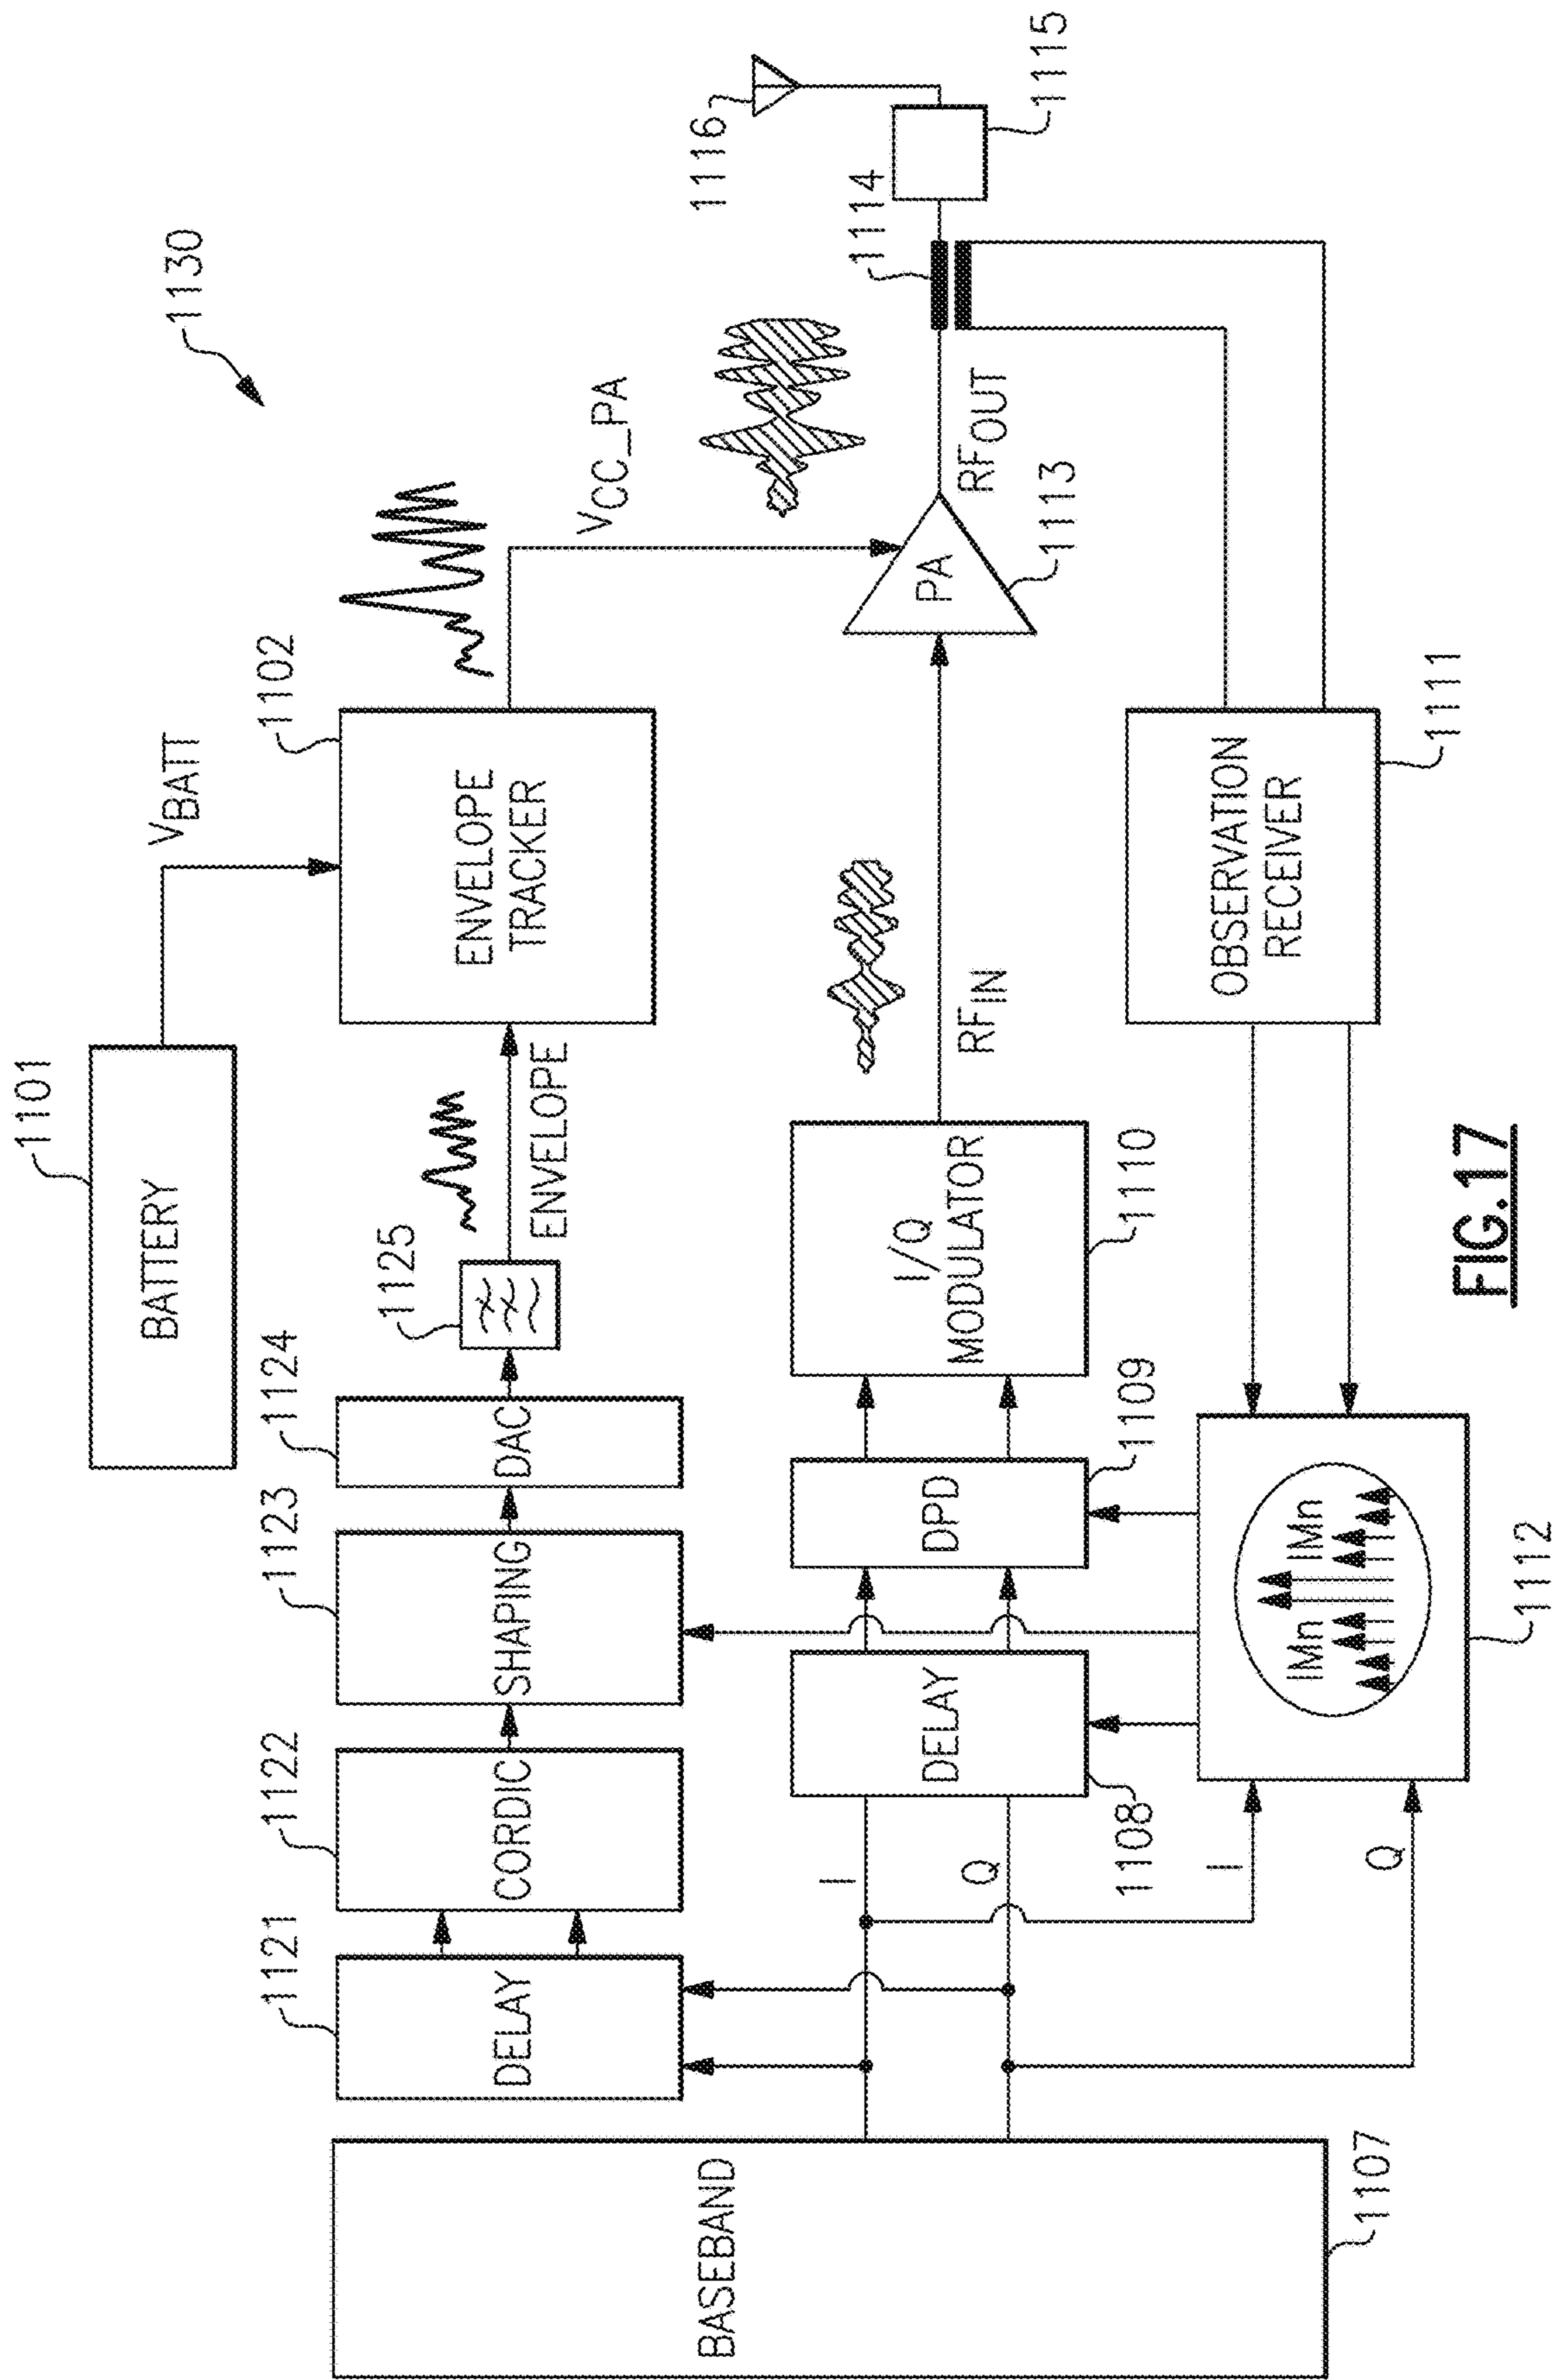 1130
1101
BATTERY
VBATT
1102
ENVELOPE
TRACKER
VCC_PA
1121
DELAY
1122
CORDIC
1123
SHAPING
1124
DAC
1125
ENVELOPE
BASEBAND
1107
I
Q
DELAY
1108
DPD
1109
I/Q
MODULATOR
1110
RFIN
PA
1113
RFOUT
1114
1115
1116
I
Q
IMn
IMn
1112
OBSERVATION
RECEIVER
1111
FIG.17